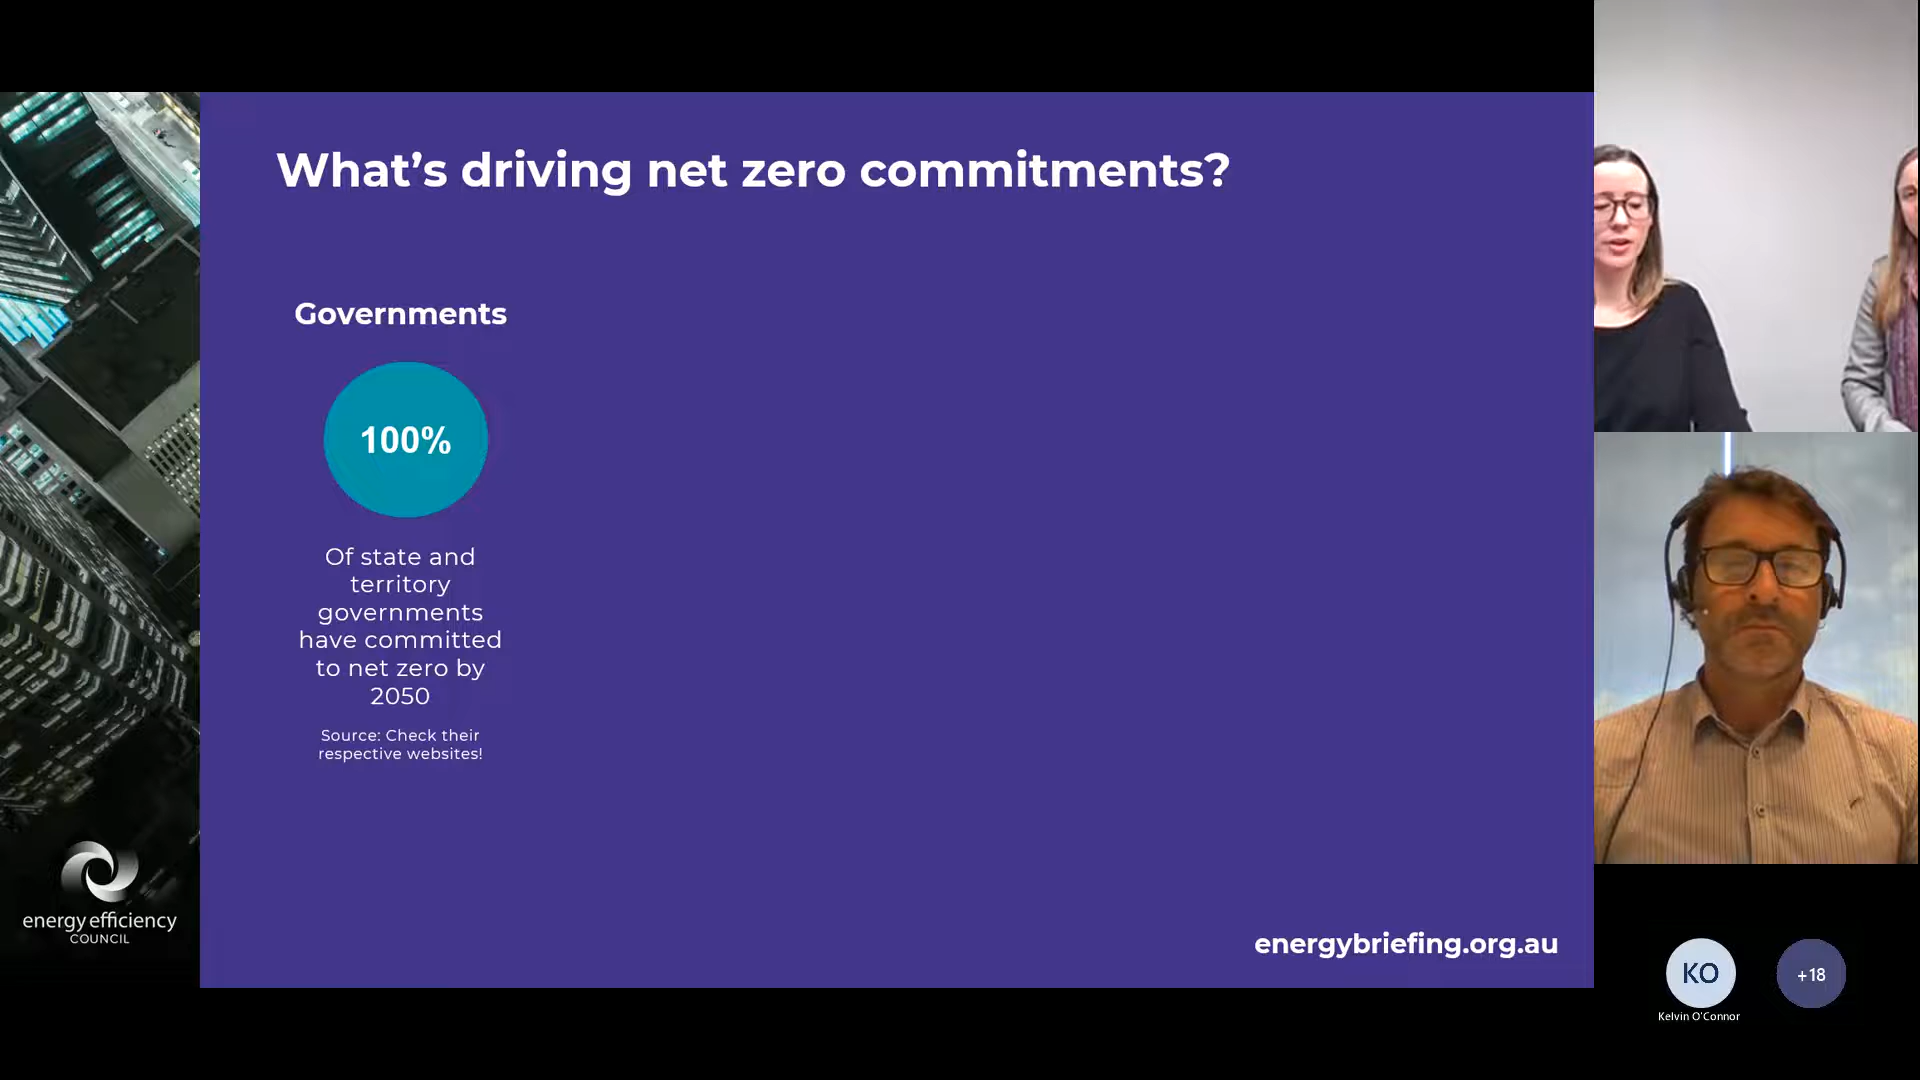 What’s driving net zero commitments?
Governments
100%
Of state and
territory
governments
have committed
to net zero by
2050
Source: Check their
respective websites!
energy efficiency
COUNCIL
energybriefing.org.au
KO
+18
Kelvin O'Connor